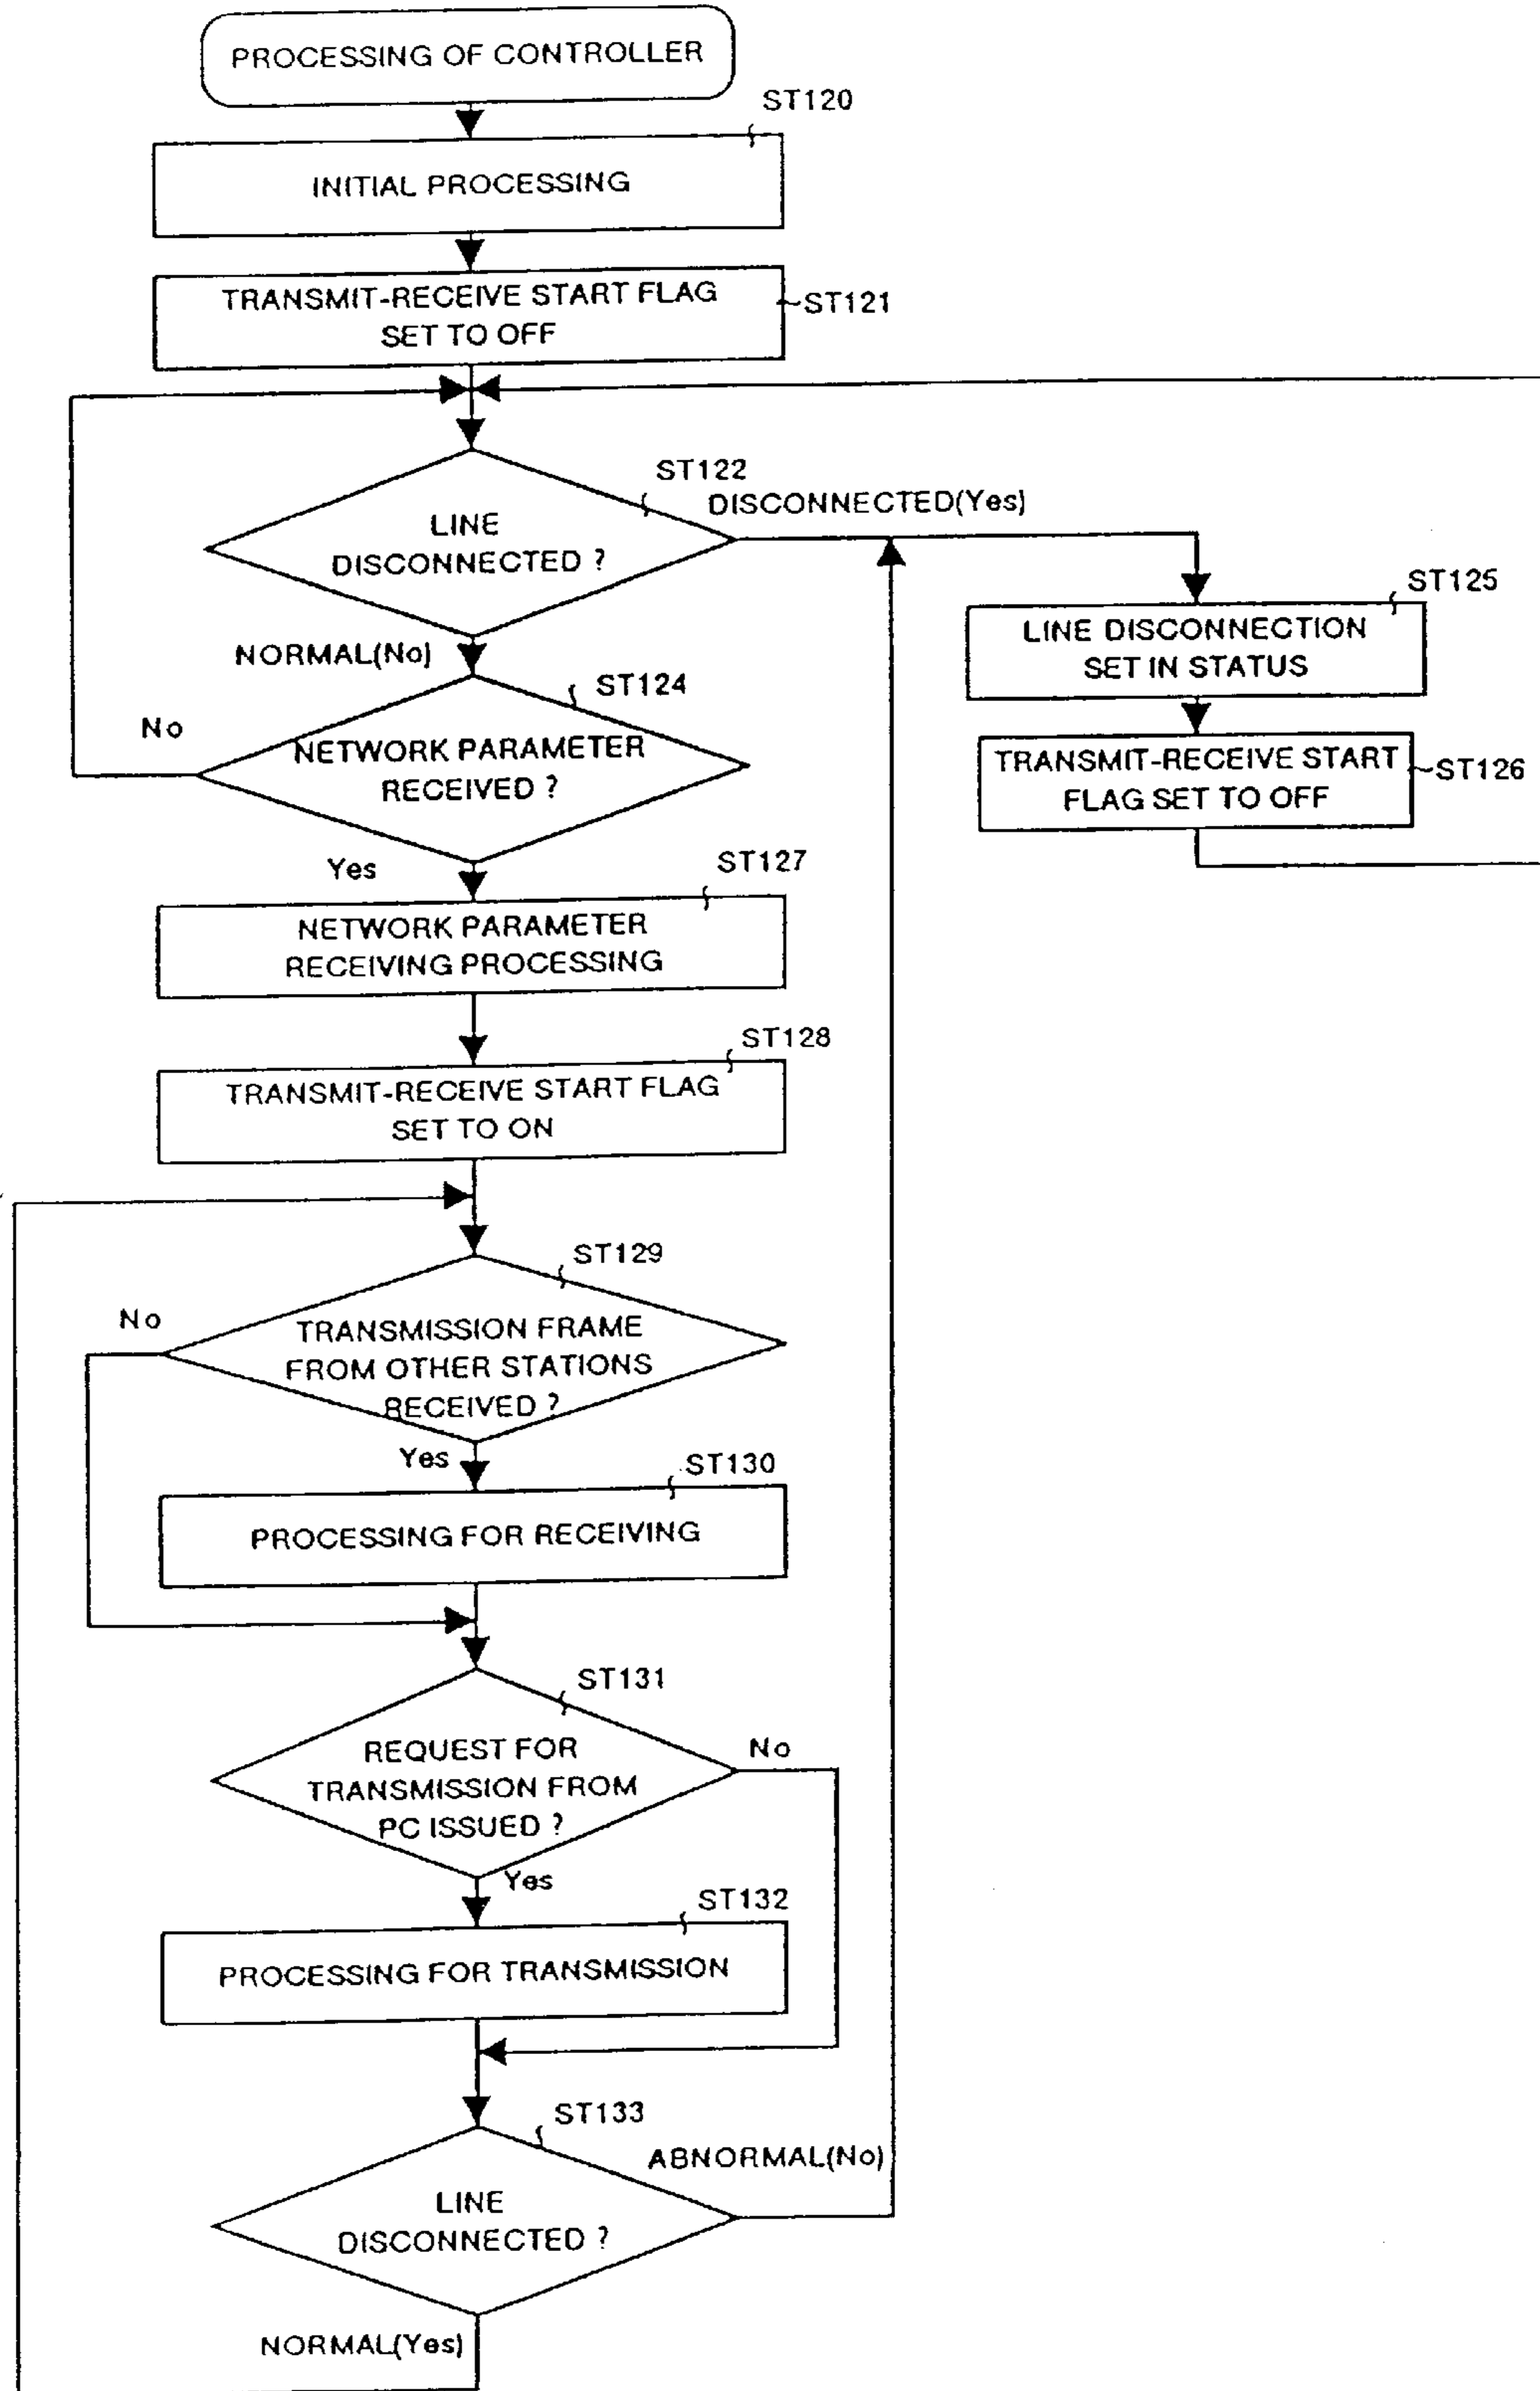 PROCESSING OF CONTROLLER
ST120
INITIAL PROCESSING
TRANSMIT-RECEIVE START FLAG
SET TO OFF
ST121
ST122
DISCONNECTED(Yes)
LINE
DISCONNECTED ?
ST125
LINE DISCONNECTION
SET IN STATUS
NORMAL(No)
ST124
No
NETWORK PARAMETER
RECEIVED ?
TRANSMIT-RECEIVE START
FLAG SET TO OFF
ST126
Yes
ST127
NETWORK PARAMETER
RECEIVING PROCESSING
ST128
TRANSMIT-RECEIVE START FLAG
SET TO ON
ST129
No
TRANSMISSION FRAME
FROM OTHER STATIONS
RECEIVED ?
Yes
ST130
PROCESSING FOR RECEIVING
ST131
No
REQUEST FOR
TRANSMISSION FROM
PC ISSUED ?
Yes
ST132
PROCESSING FOR TRANSMISSION
ST133
ABNORMAL(No)
LINE
DISCONNECTED ?
NORMAL(Yes)